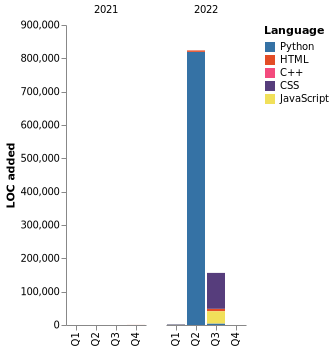 2021
2022
LOC added
900,000
800,000
700,000
600,000
500,000
400,000
300,000
200,000
100,000
0
Q1
Q2
Q3
Q4
Q1
Q2
Q3
Q4
Language
Python
HTML
C++
CSS
JavaScript